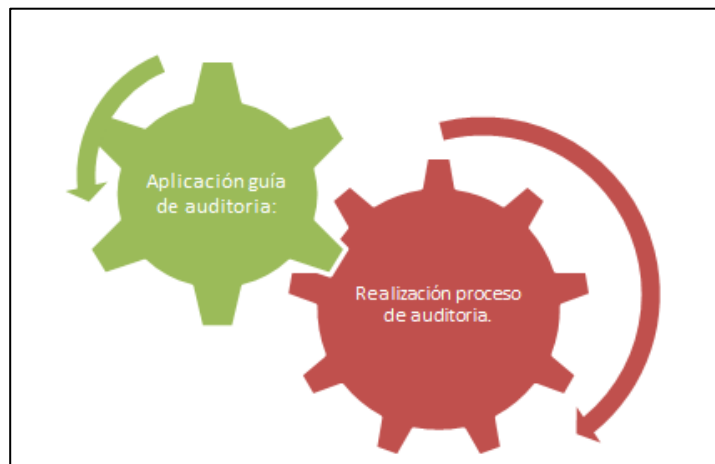 Aplicación guía
de auditoria:
Realización proceso
de auditoria.